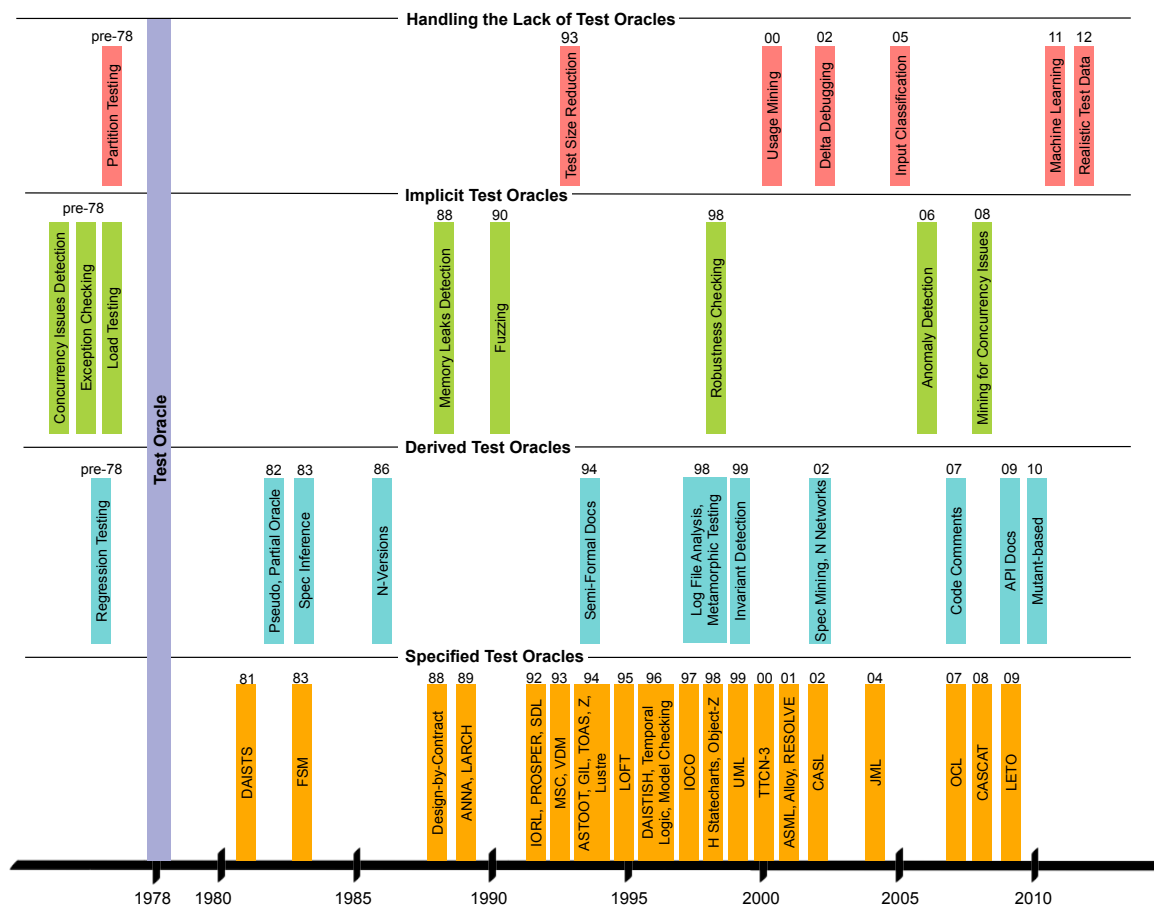 Handling the Lack of Test Oracles
pre-78
93
00
02
05
11
12
Partition Testing
Test Size Reduction
Usage Mining
Delta Debugging
Input Classification
Machine Learning
Realistic Test Data
Implicit Test Oracles
pre-78
88
90
98
06
08
Concurrency Issues Detection
Exception Checking
Load Testing
Memory Leaks Detection
Fuzzing
Robustness Checking
Anomaly Detection
Mining for Concurrency Issues
Test Oracle
Derived Test Oracles
pre-78
82
83
86
94
98
99
02
07
09
10
Regression Testing
Pseudo, Partial Oracle
Spec Inference
N-Versions
Semi-Formal Docs
Log File Analysis,
Metamorphic Testing
Invariant Detection
Spec Mining, N Networks
Code Comments
API Docs
Mutant-based
Specified Test Oracles
81
83
88
89
92
93
94
95
96
97
98
99
00
01
02
04
07
08
09
DAISTS
FSM
Design-by-Contract
ANNA, LARCH
IORL, PROSPER, SDL
MSC, VDM
ASTOOT, GIL, TOAS, Z,
Lustre
LOFT
DAISTISH, Temporal
Logic, Model Checking
IOCO
H Statecharts, Object-Z
UML
TTCN-3
ASML, Alloy, RESOLVE
CASL
JML
OCL
CASCAT
LETO
1978
1980
1985
1990
1995
2000
2005
2010